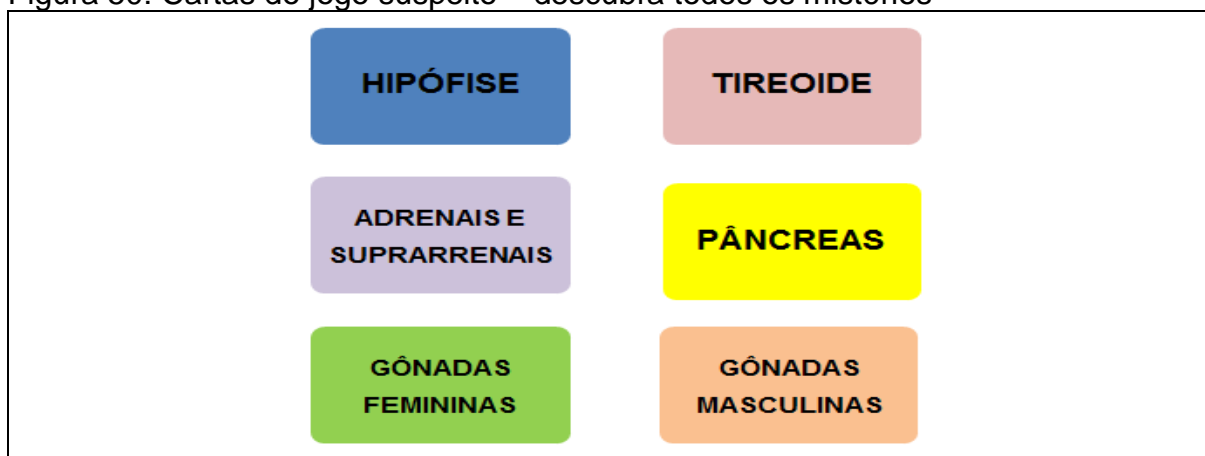 HIPÓFISE
TIREOIDE
ADRENAIS E
SUPRARRENAIS
PÂNCREAS
GÔNADAS
FEMININAS
GÔNADAS
MASCULINAS